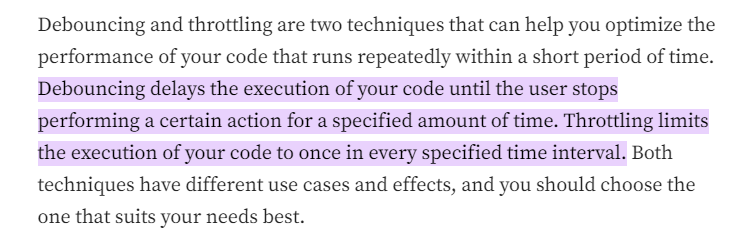 Debouncing and throttling are two techniques that can help you optimize the
performance of your code that runs repeatedly within a short period of time.
Debouncing delays the execution of your code until the user stops
performing a certain action for a specified amount of time. Throttling limits
the execution of your code to once in every specified time interval. Both
techniques have different use cases and effects, and you should choose the
one that suits your needs best.